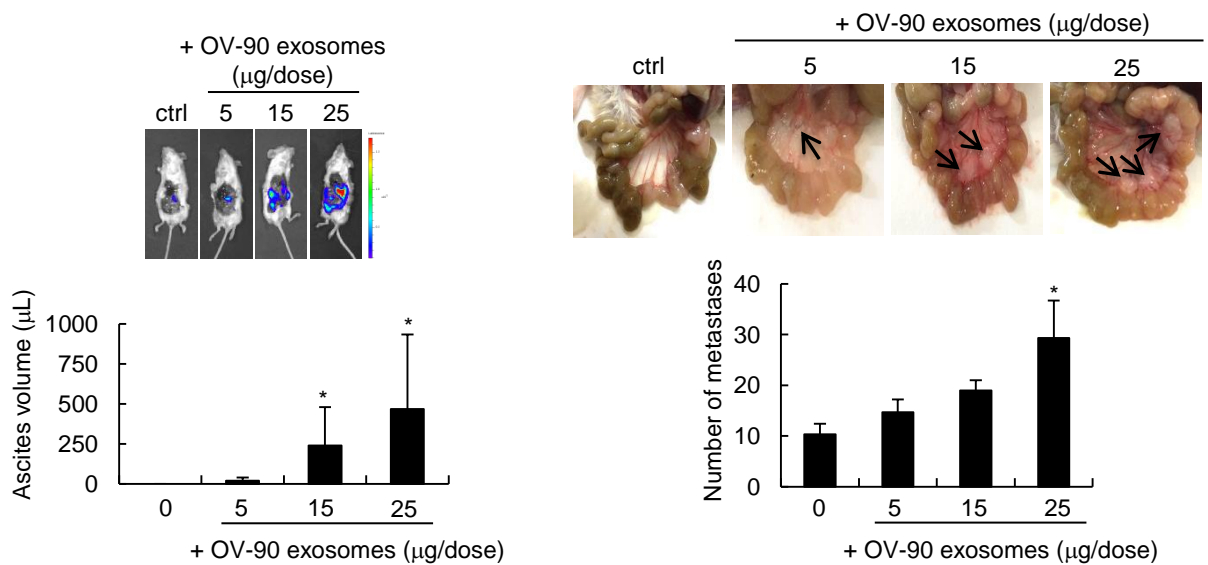 + OV-90 exosomes
(μg/dose)
ctrl 5 15 25
+ OV-90 exosomes (μg/dose)
ctrl 5 15 25
Ascites volume (μL)
1000
750
500
250
0
* *
0 5 15 25
+ OV-90 exosomes (μg/dose)
Number of metastases
40
30
20
10
0
*
0 5 15 25
+ OV-90 exosomes (μg/dose)